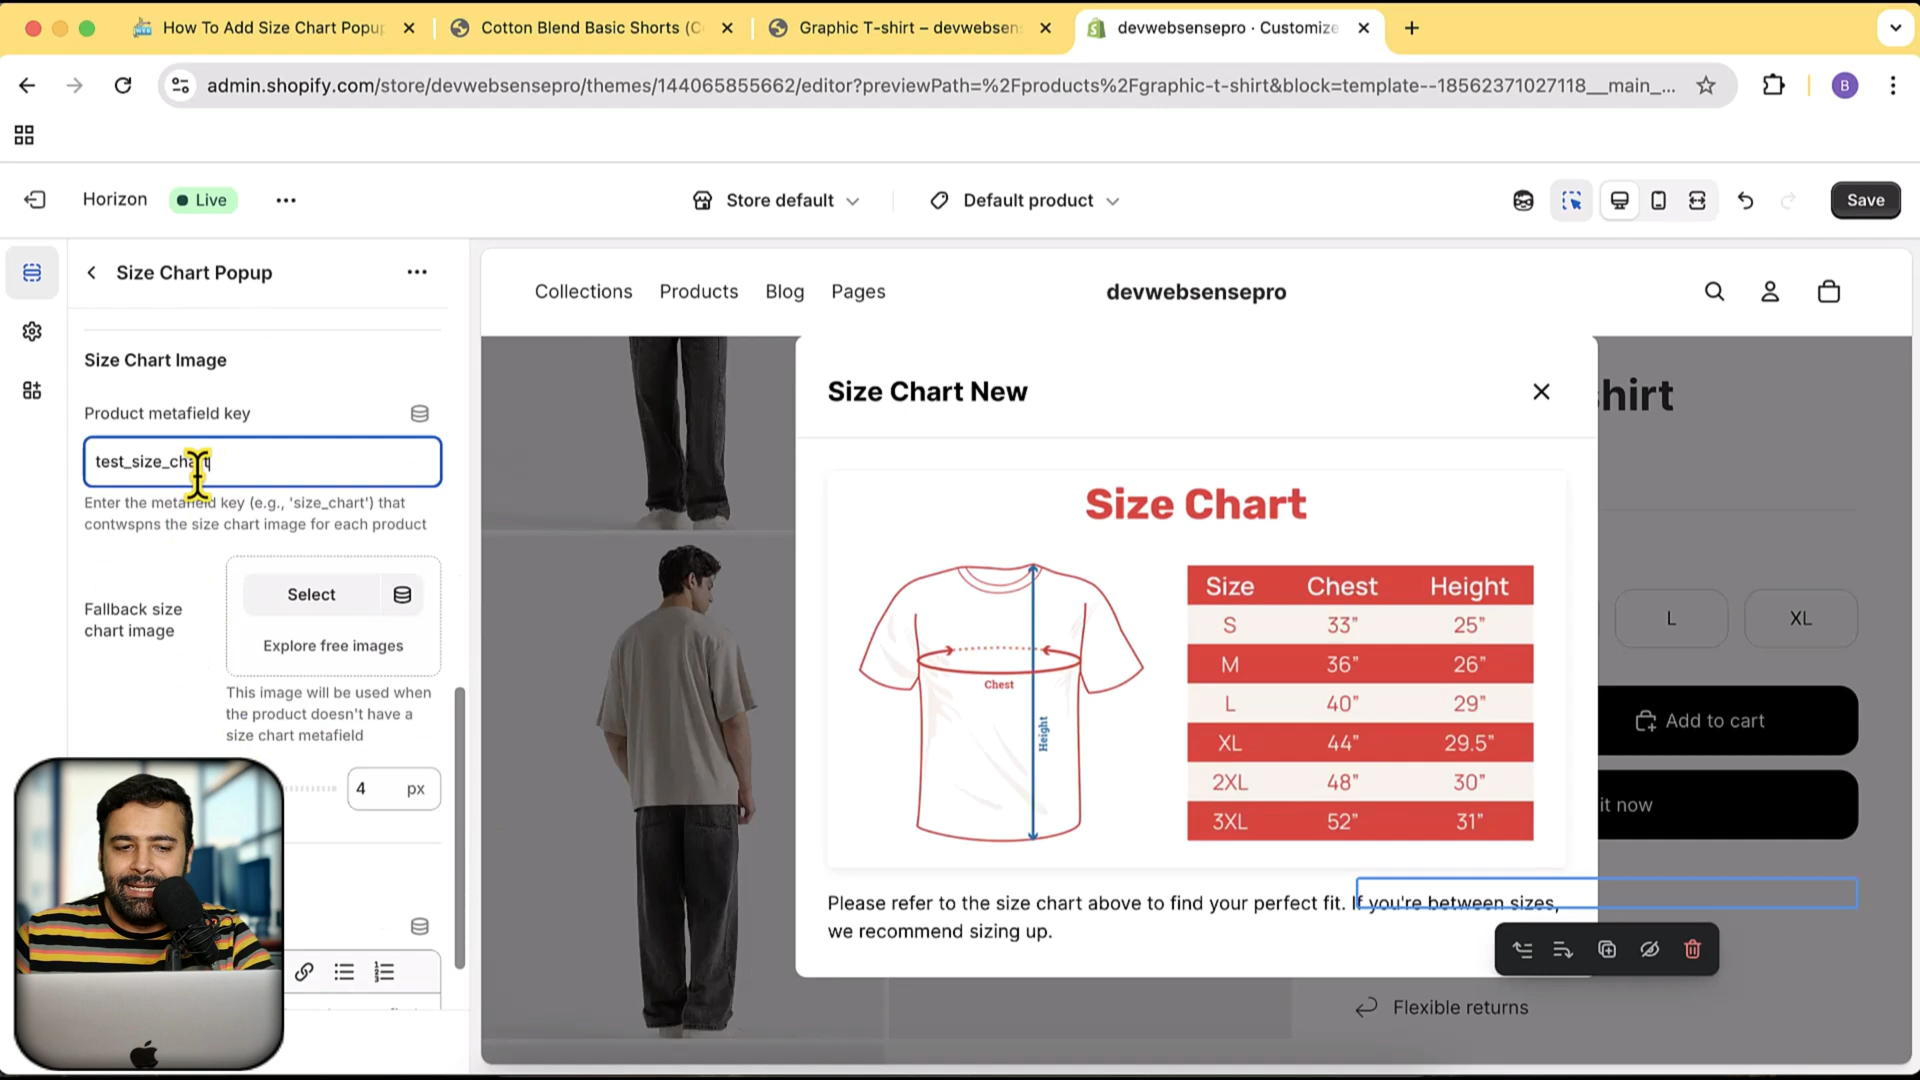 How To Add Size Chart Popu
Cotton Blend Basic Shorts (C
Graphic T-shirt – devwebsen
devwebsensepro · Customize
admin.shopify.com/store/devwebsensepro/themes/144065855662/editor?previewPath=%2Fproducts%2Fgraphic-t-shirt&block=template--18562371027118__main_...
B
Horizon
Live
Store default
Default product
Save
Size Chart Popup
Size Chart Image
Product metafield key
test_size_chart
Enter the metafield key (e.g., 'size_chart') that
contwspns the size chart image for each product
Fallback size
chart image
Select
Explore free images
This image will be used when
the product doesn't have a
size chart metafield
4 px
Collections Products Blog Pages
devwebsensepro
hirt
L XL
Add to cart
it now
Flexible returns
Size Chart New
Size Chart
Chest
Height
Size Chest Height
S 33” 25”
M 36” 26”
L 40” 29”
XL 44” 29.5”
2XL 48” 30”
3XL 52” 31”
Please refer to the size chart above to find your perfect fit. If you're between sizes,
we recommend sizing up.